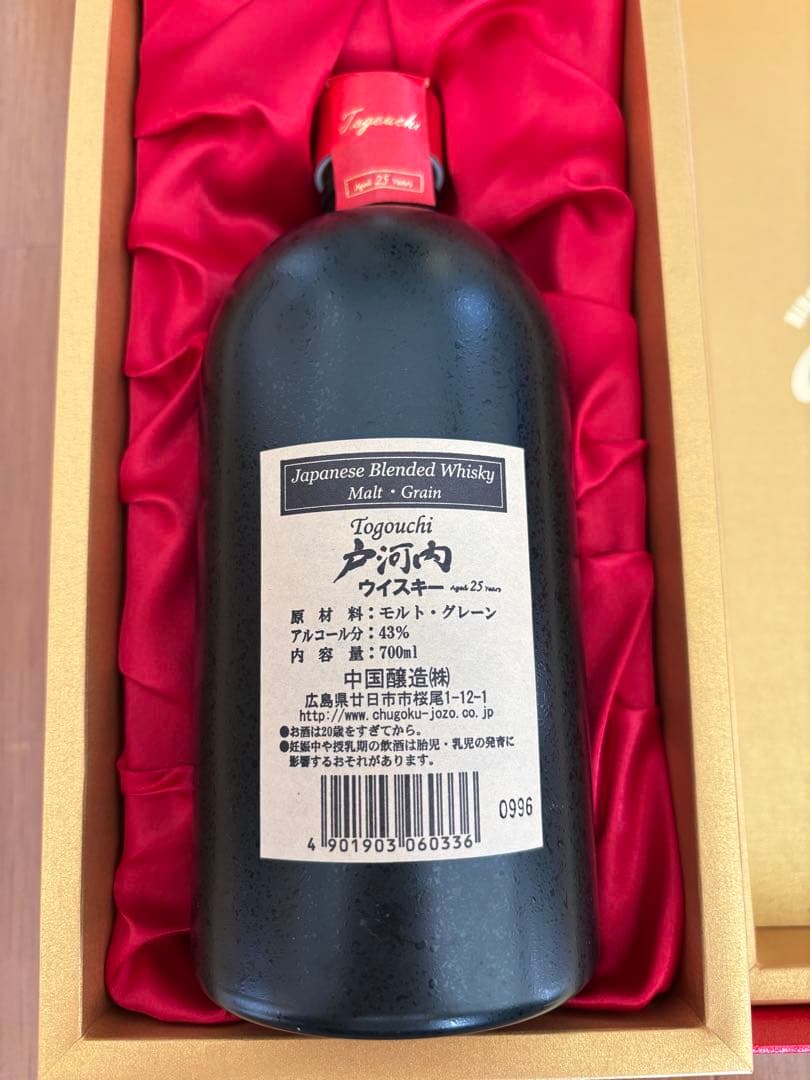 Togouchi
Aged 25 Years
Japanese Blended Whisky
Malt・Grain
Togouchi
戸河内
ウイスキー Aged 25 Years
原材料：モルト・グレーン
アルコール分：43%
内容量：700ml
中国醸造㈱
広島県廿日市市桜尾1-12-1
http://www.chugoku-jozo.co.jp
●お酒は20歳をすぎてから。
●妊娠中や授乳期の飲酒は胎児・乳児の発育に
影響するおそれがあります。
4 901903 060336
0996